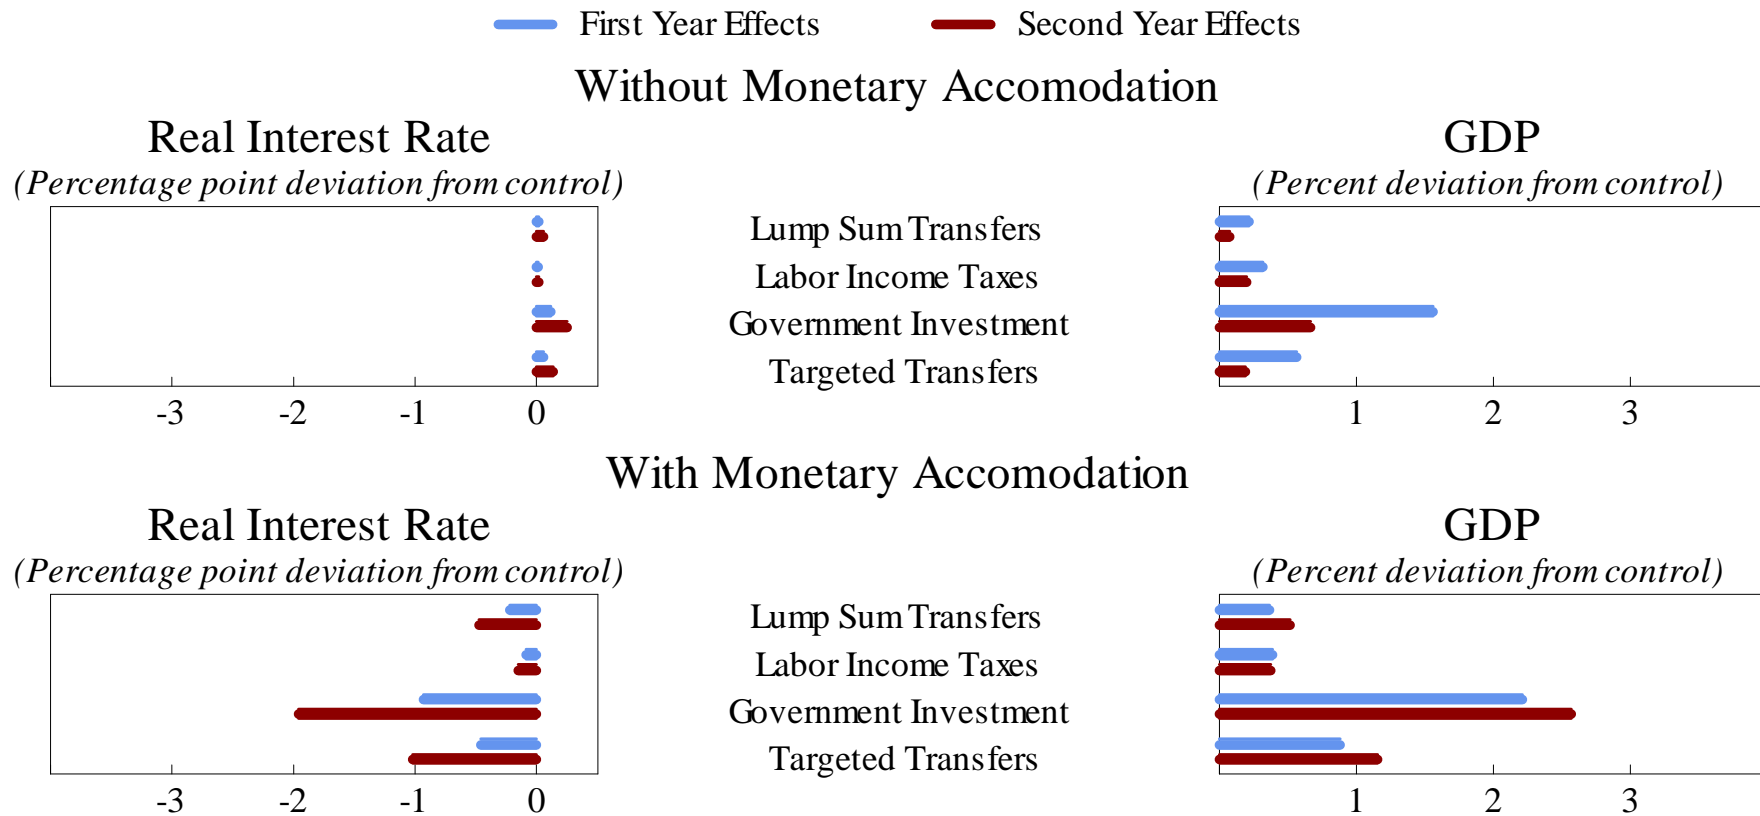 First Year Effects Second Year Effects
Without Monetary Accomodation
Real Interest Rate GDP
(Percentage point deviation from control) (Percent deviation from control)
Lump Sum Transfers
Labor Income Taxes
Government Investment
Targeted Transfers
-3 -2 -1 0 1 2 3
With Monetary Accomodation
Real Interest Rate GDP
(Percentage point deviation from control) (Percent deviation from control)
Lump Sum Transfers
Labor Income Taxes
Government Investment
Targeted Transfers
-3 -2 -1 0 1 2 3